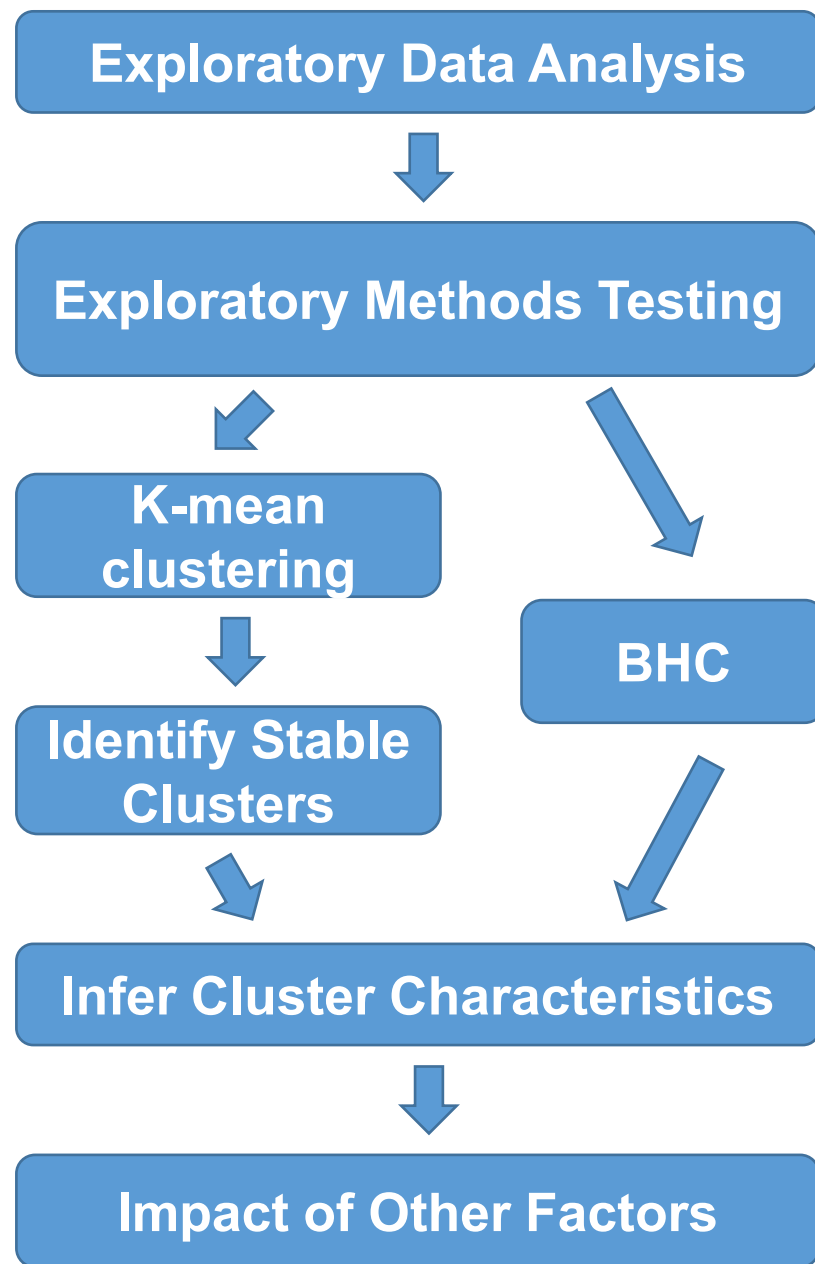 Exploratory Data Analysis
Exploratory Methods Testing
K-mean
clustering
BHC
Identify Stable
Clusters
Infer Cluster Characteristics
Impact of Other Factors